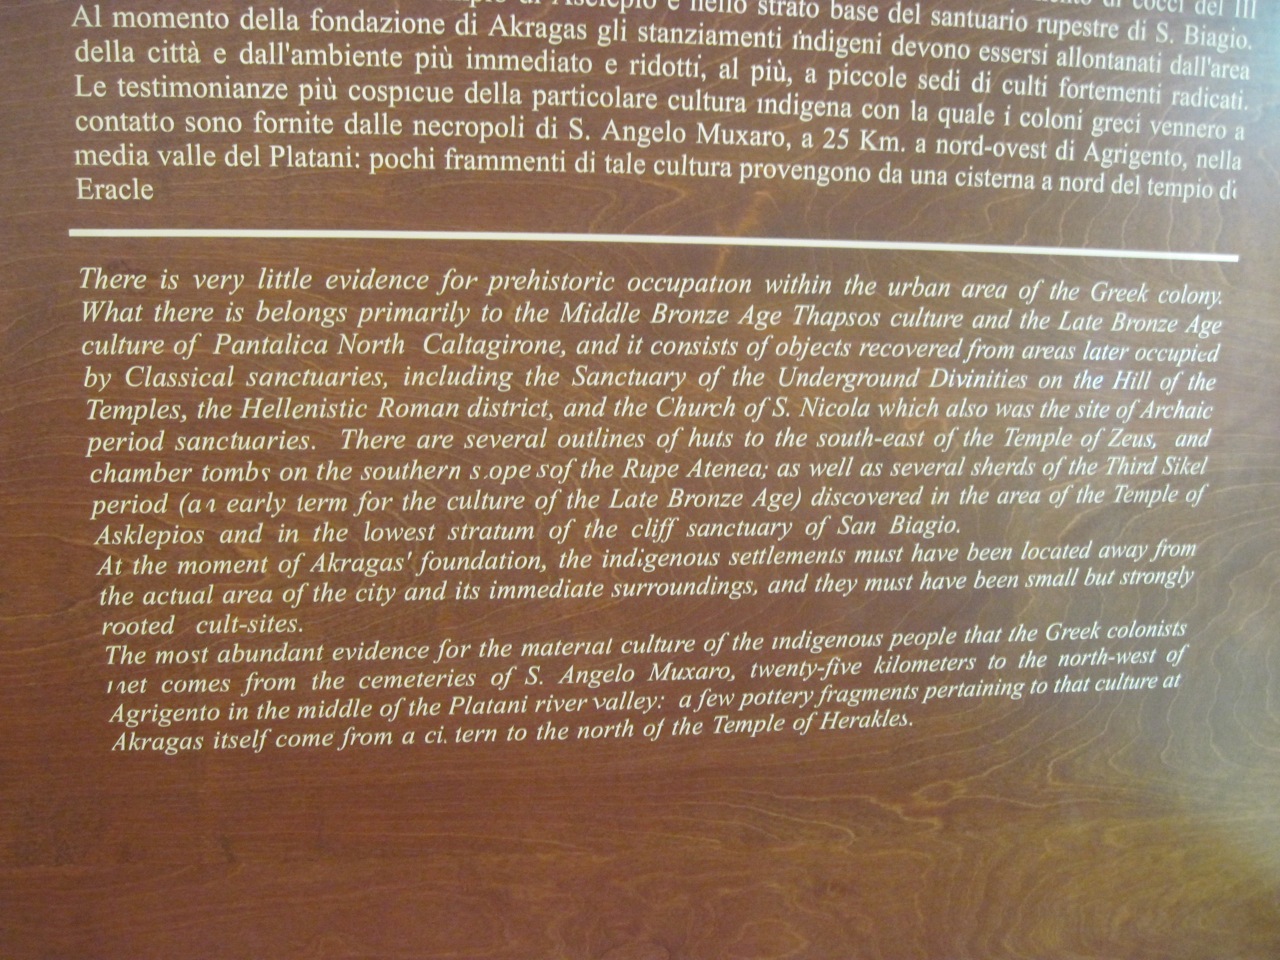 di Asclepio e nello strato base del santuario rupestre di S. Biagio.
Al momento della fondazione di Akragas gli stanziamenti indigeni devono essersi allontanati dall'area
della città e dall'ambiente più immediato e ridotti, al più, a piccole sedi di culti fortementi radicati.
Le testimonianze più cospicue della particolare cultura indigena con la quale i coloni greci vennero a
contatto sono fornite dalle necropoli di S. Angelo Muxaro, a 25 Km. a nord-ovest di Agrigento, nella
media valle del Platani: pochi frammenti di tale cultura provengono da una cisterna a nord del tempio di
Eracle
There is very little evidence for prehistoric occupation within the urban area of the Greek colony.
What there is belongs primarily to the Middle Bronze Age Thapsos culture and the Late Bronze Age
culture of Pantalica North Caltagirone, and it consists of objects recovered from areas later occupied
by Classical sanctuaries, including the Sanctuary of the Underground Divinities on the Hill of the
Temples, the Hellenistic Roman district, and the Church of S. Nicola which also was the site of Archaic
period sanctuaries. There are several outlines of huts to the south-east of the Temple of Zeus, and
chamber tombs on the southern s.ope sof the Rupe Atenea; as well as several sherds of the Third Sikel
period (an early term for the culture of the Late Bronze Age) discovered in the area of the Temple of
Asklepios and in the lowest stratum of the cliff sanctuary of San Biagio.
At the moment of Akragas' foundation, the indigenous settlements must have been located away from
the actual area of the city and its immediate surroundings, and they must have been small but strongly
rooted cult-sites.
The most abundant evidence for the material culture of the indigenous people that the Greek colonists
met comes from the cemeteries of S. Angelo Muxaro, twenty-five kilometers to the north-west of
Agrigento in the middle of the Platani river valley: a few pottery fragments pertaining to that culture at
Akragas itself come from a ci. tern to the north of the Temple of Herakles.